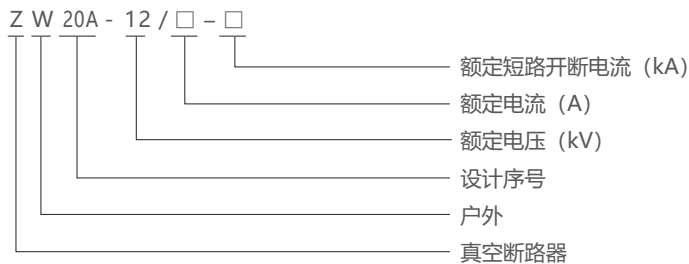 Z W 20A - 12 / □ – □
额定短路开断电流（kA）
额定电流（A）
额定电压（kV）
设计序号
户外
真空断路器